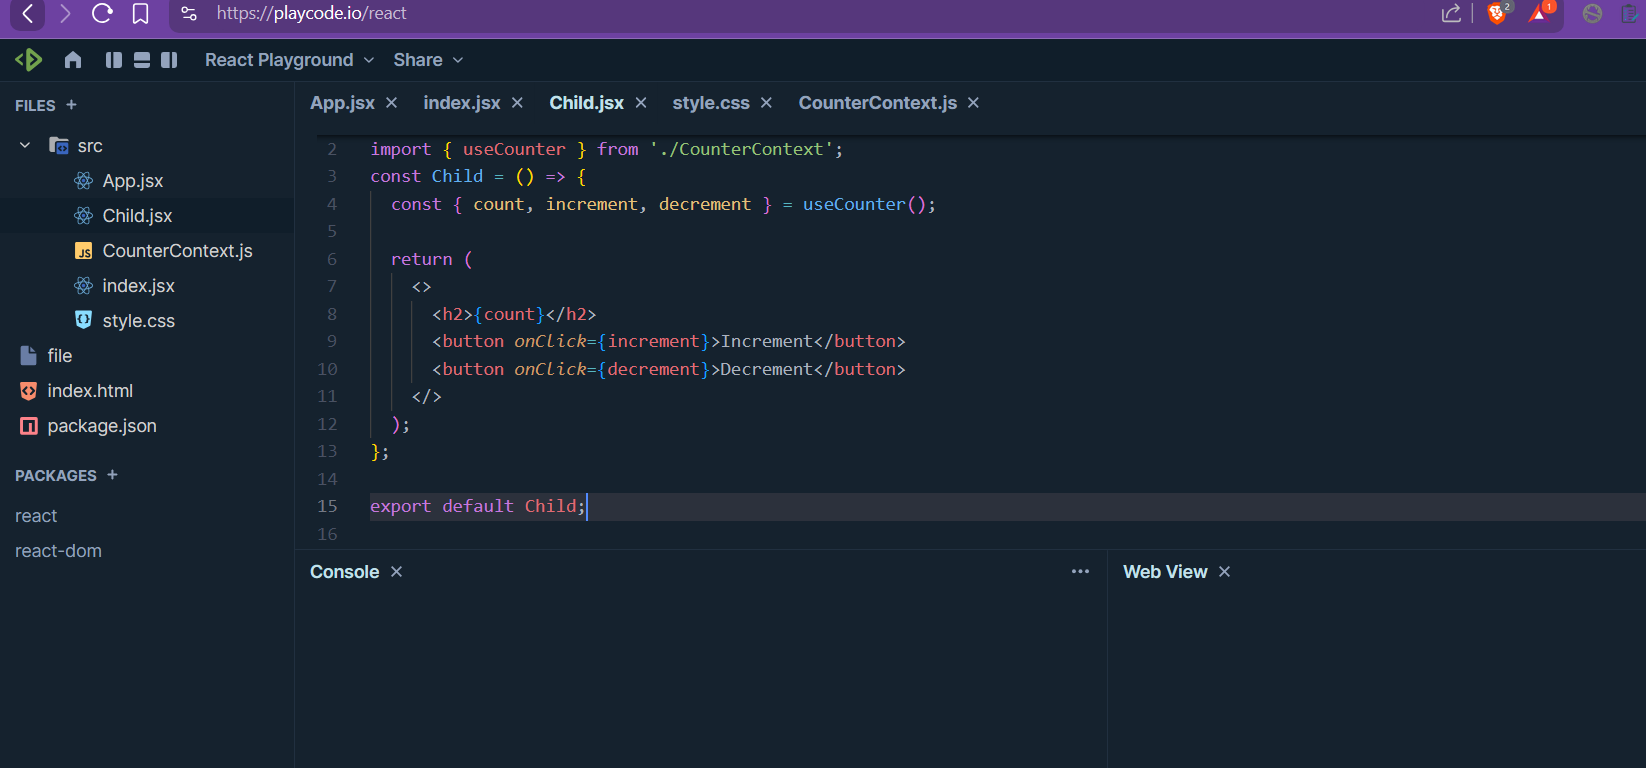 https://playcode.io/react
2
1
React Playground
Share
FILES +
App.jsx
index.jsx
Child.jsx
style.css
CounterContext.js
src
App.jsx
Child.jsx
JS CounterContext.js
index.jsx
style.css
file
index.html
package.json
PACKAGES +
react
react-dom
2 import { useCounter } from './CounterContext';
3 const Child = () => {
4 const { count, increment, decrement } = useCounter();
5
6 return (
7 <>
8 <h2>{count}</h2>
9 <button onClick={increment}>Increment</button>
10 <button onClick={decrement}>Decrement</button>
11 </>
12 );
13 };
14
15 export default Child;
16
Console
Web View